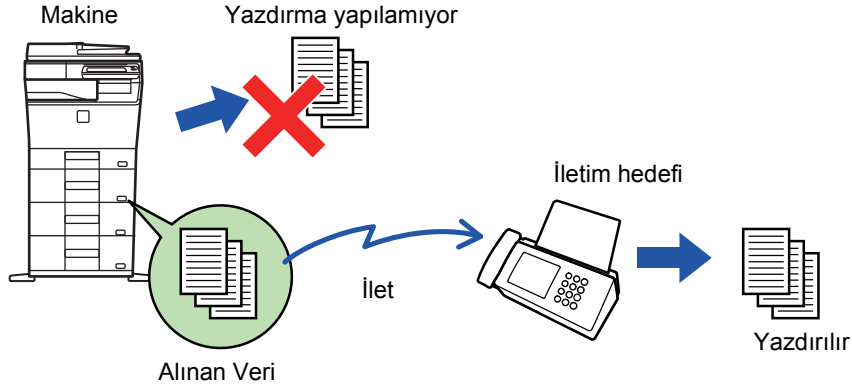 Makine
Yazdırma yapılamıyor
İletim hedefi
İlet
Yazdırılır
Alınan Veri